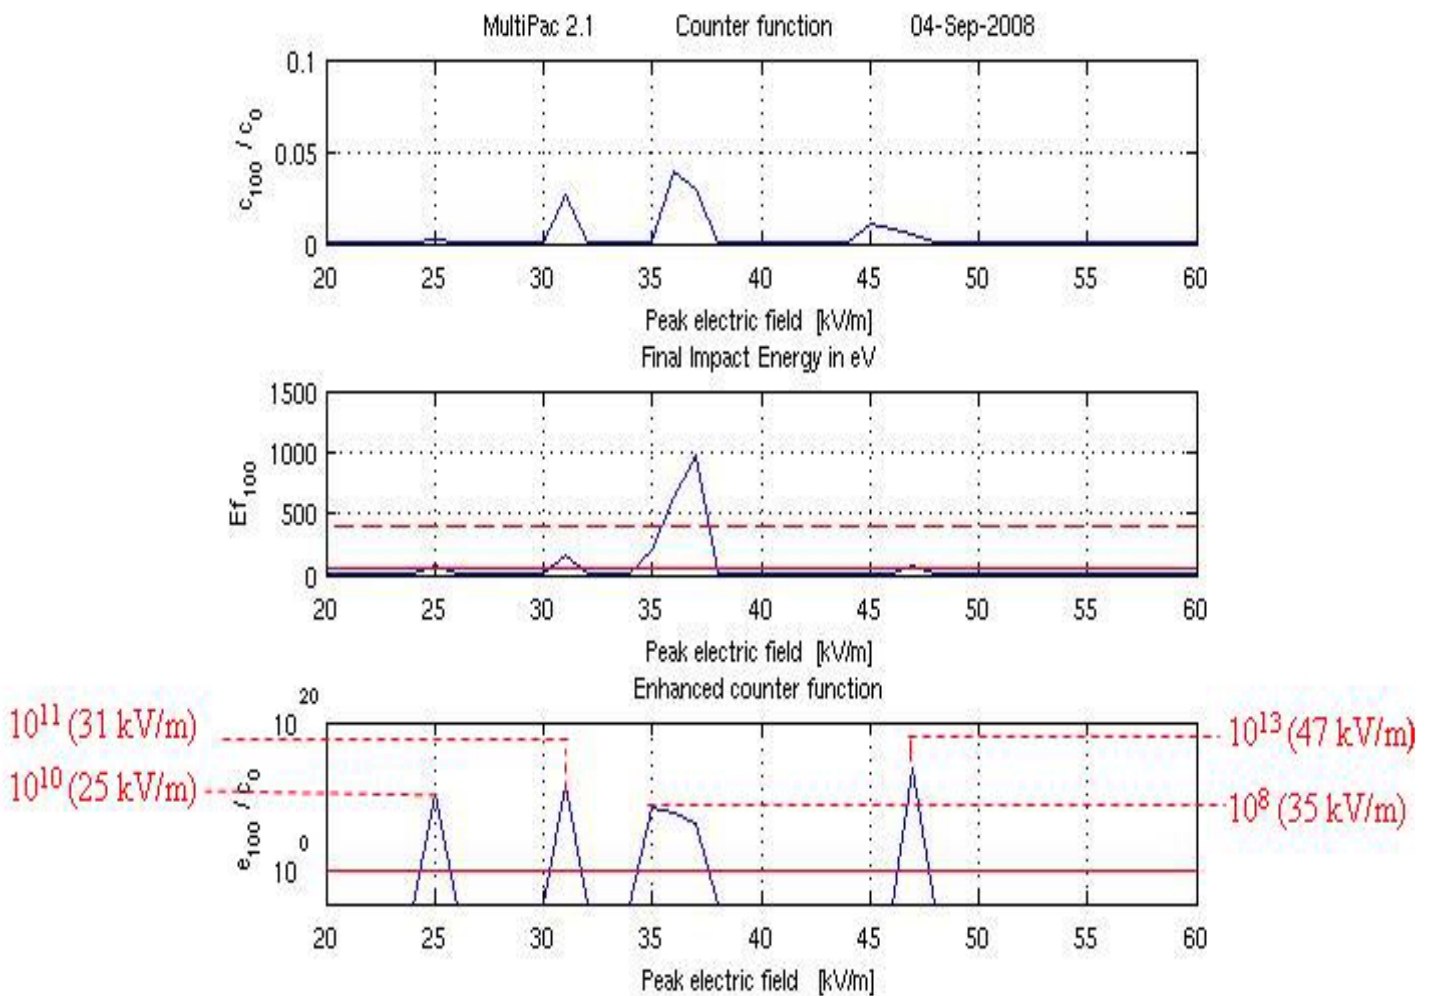 MultiPac 2.1 Counter function 04-Sep-2008
0.1
0.05
0
c100 / c0
20 25 30 35 40 45 50 55 60
Peak electric field [kV/m]
Final Impact Energy in eV
1500
1000
500
0
Ef100
20 25 30 35 40 45 50 55 60
Peak electric field [kV/m]
Enhanced counter function
10^20
10^0
e100 / c0
10^11 (31 kV/m)
10^10 (25 kV/m)
10^13 (47 kV/m)
10^8 (35 kV/m)
20 25 30 35 40 45 50 55 60
Peak electric field [kV/m]